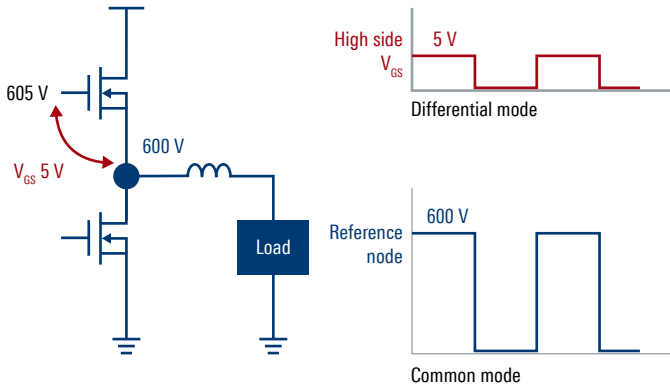 605 V
V_GS 5 V
600 V
Load
High side
V_GS
5 V
Differential mode
Reference
node
600 V
Common mode